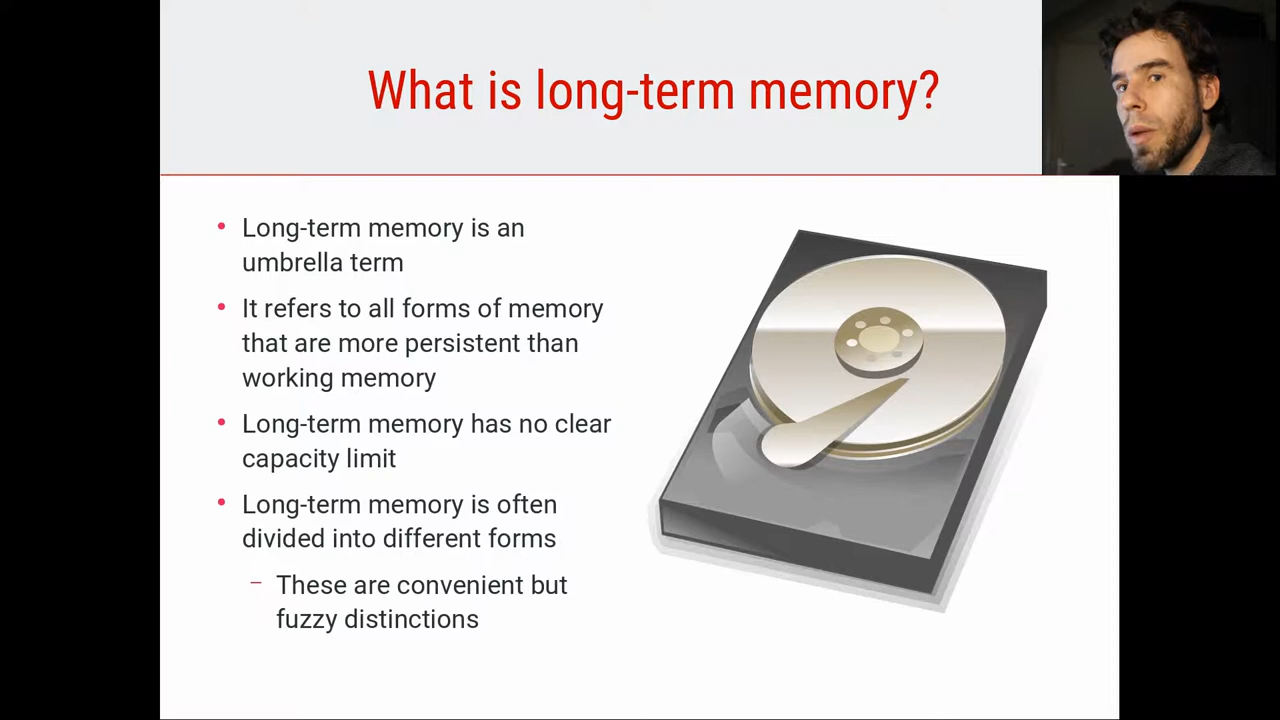 What is long-term memory?
• Long-term memory is an
umbrella term
• It refers to all forms of memory
that are more persistent than
working memory
• Long-term memory has no clear
capacity limit
• Long-term memory is often
divided into different forms
– These are convenient but
fuzzy distinctions